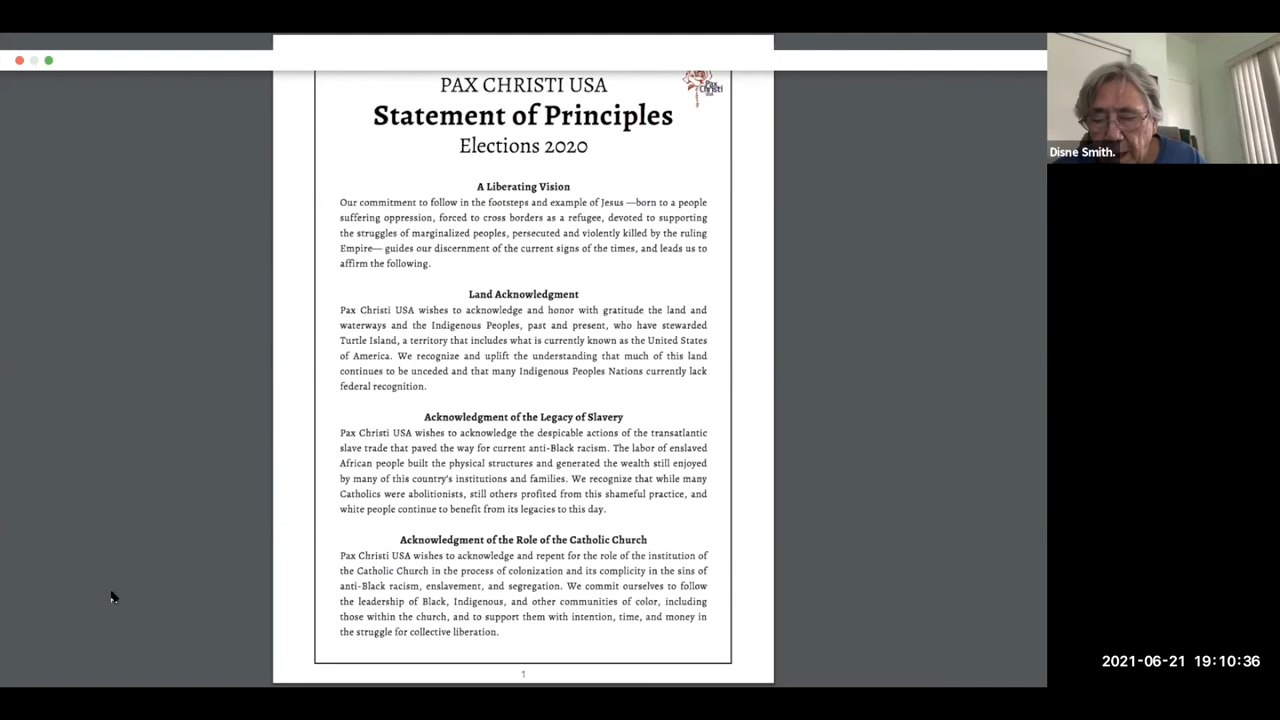 PAX CHRISTI USA
Pax
Christi
USA
Statement of Principles
Elections 2020
A Liberating Vision
Our commitment to follow in the footsteps and example of Jesus —born to a people
suffering oppression, forced to cross borders as a refugee, devoted to supporting
the struggles of marginalized peoples, persecuted and violently killed by the ruling
Empire— guides our discernment of the current signs of the times, and leads us to
affirm the following.
Land Acknowledgment
Pax Christi USA wishes to acknowledge and honor with gratitude the land and
waterways and the Indigenous Peoples, past and present, who have stewarded
Turtle Island, a territory that includes what is currently known as the United States
of America. We recognize and uplift the understanding that much of this land
continues to be unceded and that many Indigenous Peoples Nations currently lack
federal recognition.
Acknowledgment of the Legacy of Slavery
Pax Christi USA wishes to acknowledge the despicable actions of the transatlantic
slave trade that paved the way for current anti-Black racism. The labor of enslaved
African people built the physical structures and generated the wealth still enjoyed
by many of this country's institutions and families. We recognize that while many
Catholics were abolitionists, still others profited from this shameful practice, and
white people continue to benefit from its legacies to this day.
Acknowledgment of the Role of the Catholic Church
Pax Christi USA wishes to acknowledge and repent for the role of the institution of
the Catholic Church in the process of colonization and its complicity in the sins of
anti-Black racism, enslavement, and segregation. We commit ourselves to follow
the leadership of Black, Indigenous, and other communities of color, including
those within the church, and to support them with intention, time, and money in
the struggle for collective liberation.
1
Disne Smith.
2021-06-21 19:10:36